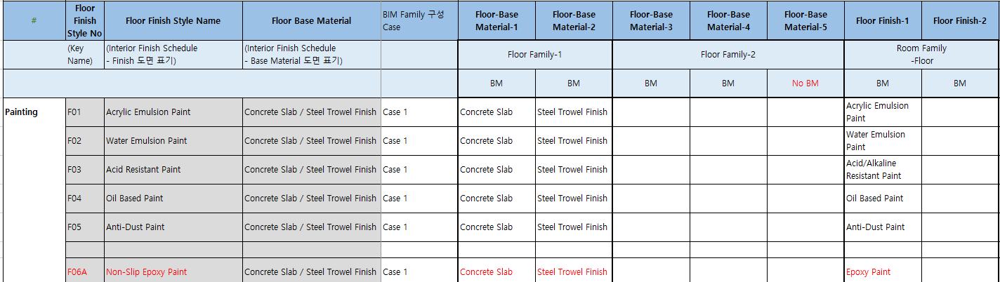 #
Floor
Finish
Style No
Floor Finish Style Name
Floor Base Material
BIM Family 구성
Case
Floor-Base
Material-1
Floor-Base
Material-2
Floor-Base
Material-3
Floor-Base
Material-4
Floor-Base
Material-5
Floor Finish-1
Floor Finish-2
(Key
Name)
(Interior Finish Schedule
- Finish 도면 표기)
(Interior Finish Schedule
- Base Material 도면 표기)
Floor Family-1
Floor Family-2
Room Family
-Floor
BM
BM
BM
BM
No BM
BM
BM
Painting
F01
Acrylic Emulsion Paint
Concrete Slab / Steel Trowel Finish
Case 1
Concrete Slab
Steel Trowel Finish
Acrylic Emulsion
Paint
F02
Water Emulsion Paint
Concrete Slab / Steel Trowel Finish
Case 1
Concrete Slab
Steel Trowel Finish
Water Emulsion
Paint
F03
Acid Resistant Paint
Concrete Slab / Steel Trowel Finish
Case 1
Concrete Slab
Steel Trowel Finish
Acid/Alkaline
Resistant Paint
F04
Oil Based Paint
Concrete Slab / Steel Trowel Finish
Case 1
Concrete Slab
Steel Trowel Finish
Oil Based Paint
F05
Anti-Dust Paint
Concrete Slab / Steel Trowel Finish
Case 1
Concrete Slab
Steel Trowel Finish
Anti-Dust Paint
F06A
Non-Slip Epoxy Paint
Concrete Slab / Steel Trowel Finish
Case 1
Concrete Slab
Steel Trowel Finish
Epoxy Paint